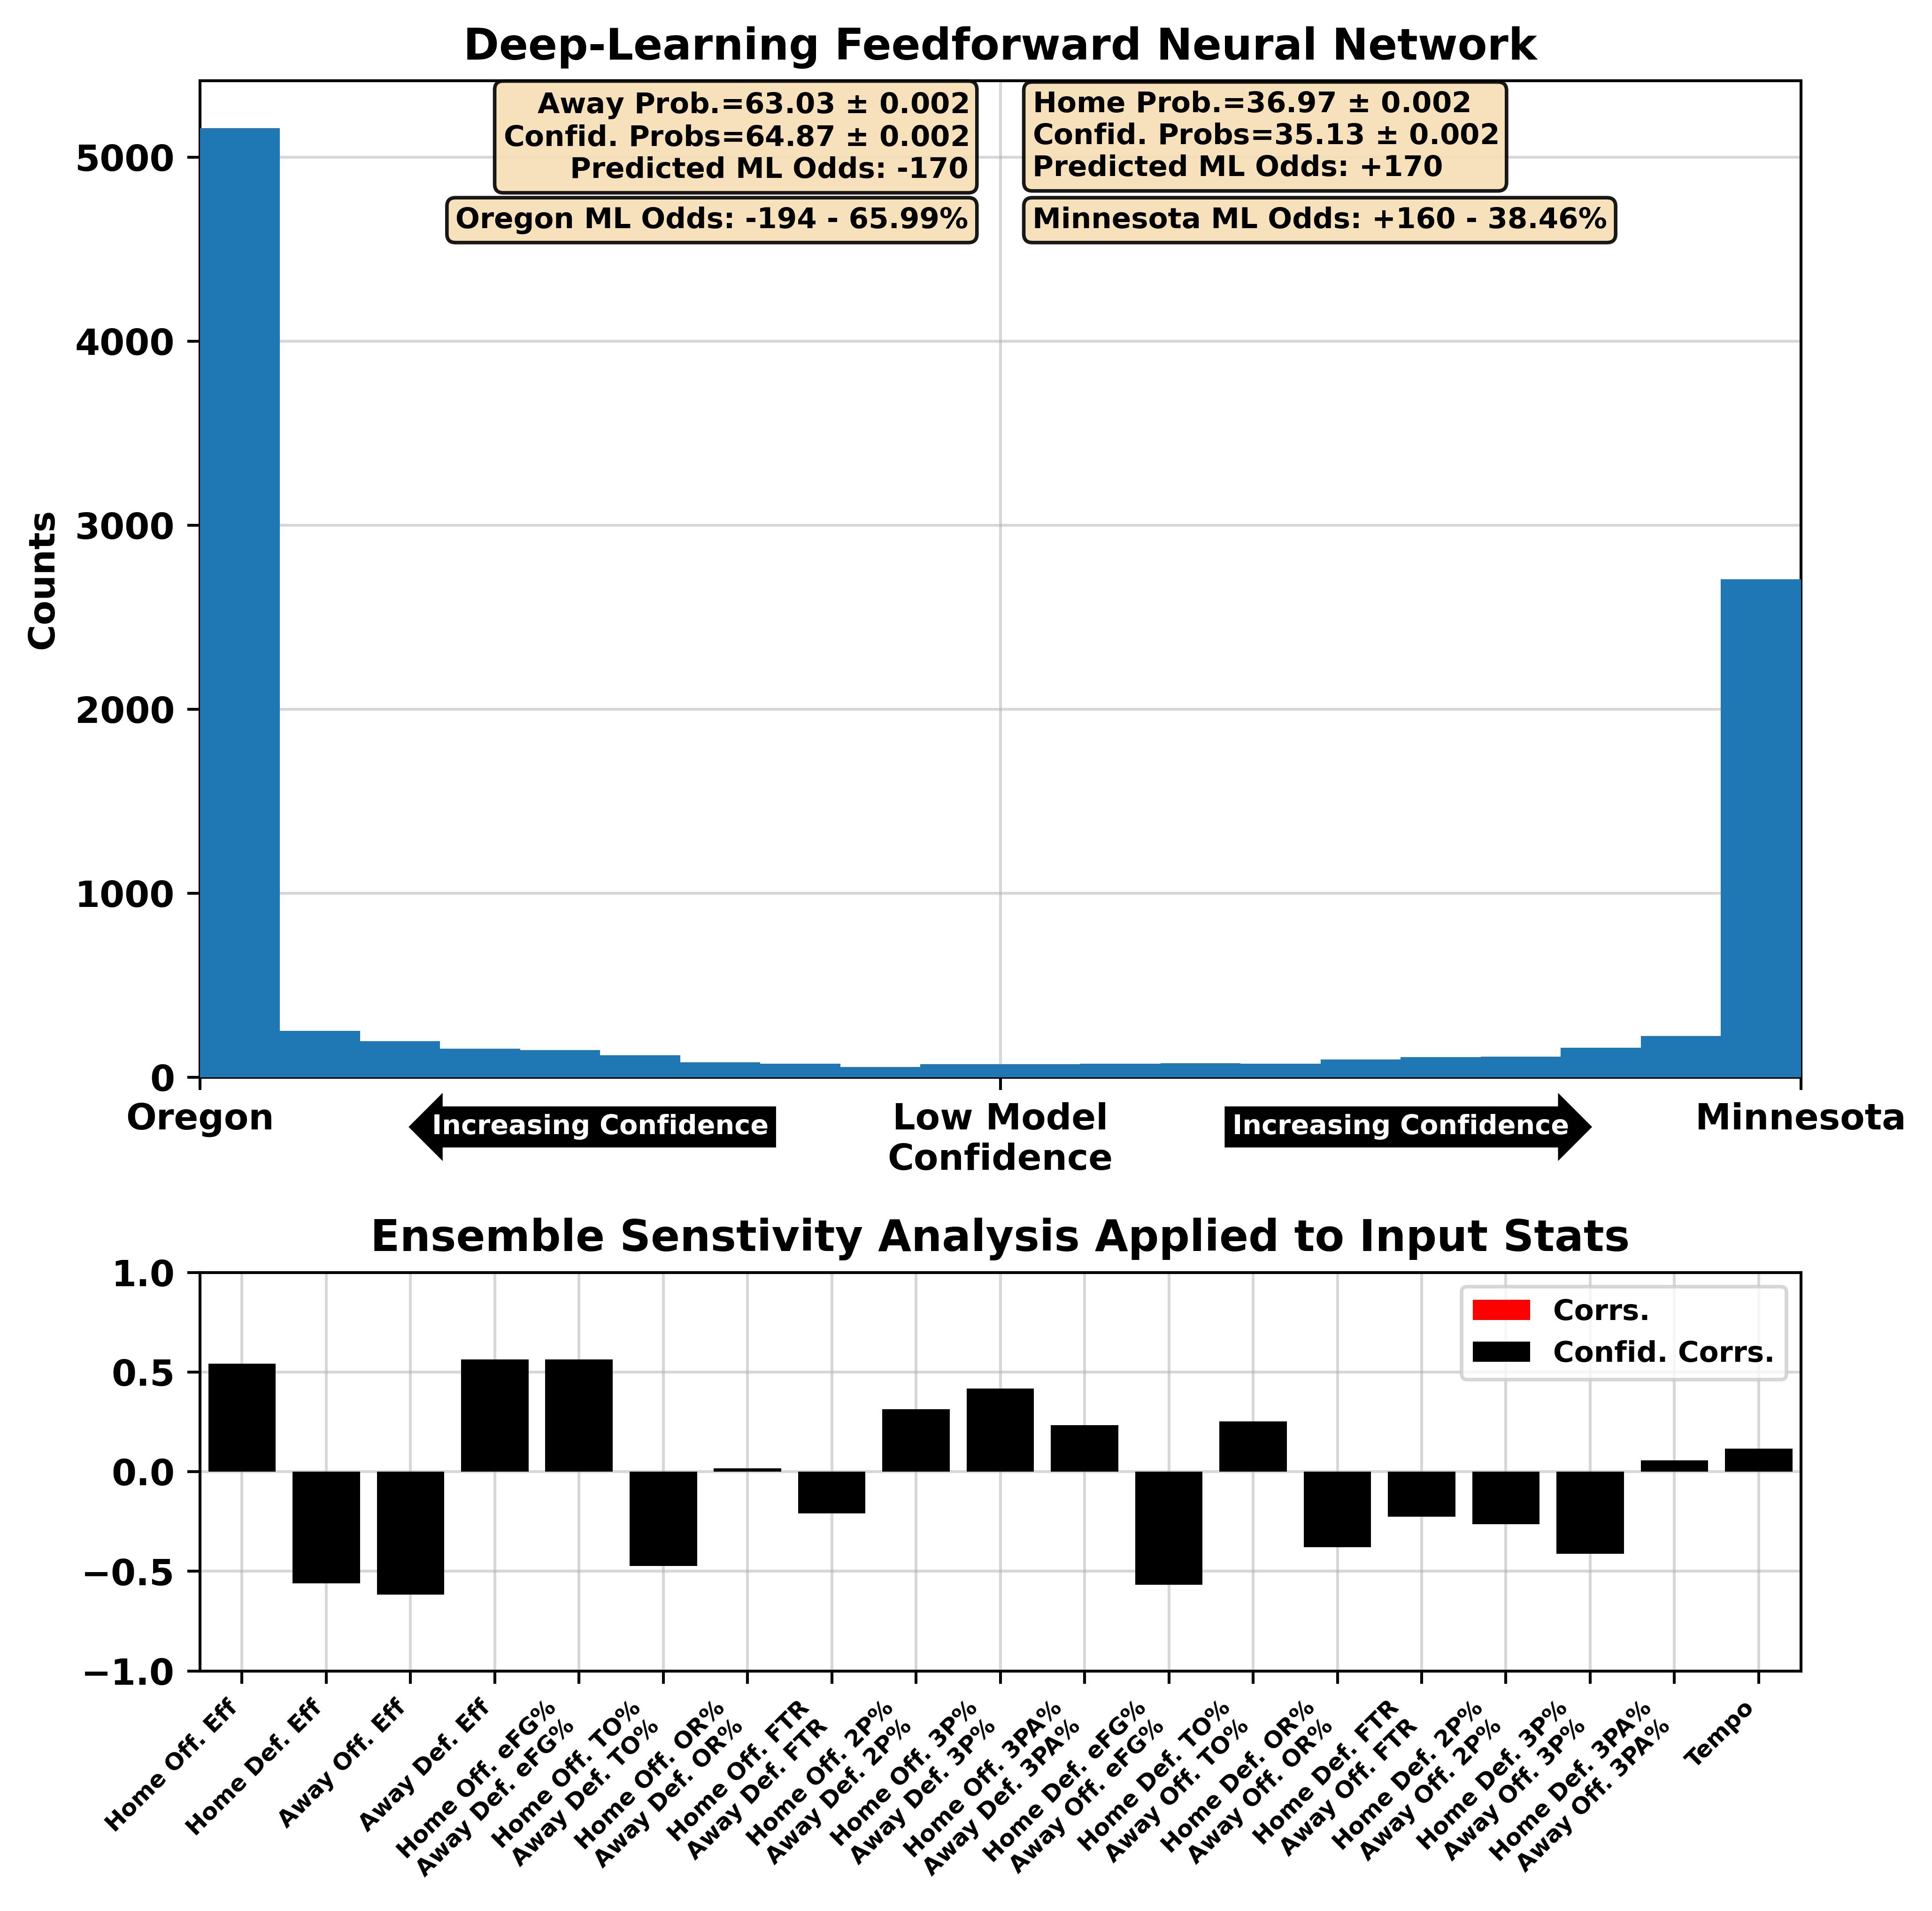 Deep-Learning Feedforward Neural Network
Away Prob.=63.03 ± 0.002
Confid. Probs=64.87 ± 0.002
Predicted ML Odds: -170
Home Prob.=36.97 ± 0.002
Confid. Probs=35.13 ± 0.002
Predicted ML Odds: +170
Oregon ML Odds: -194 - 65.99%
Minnesota ML Odds: +160 - 38.46%
Counts
5000
4000
3000
2000
1000
0
Oregon
Increasing Confidence
Low Model
Confidence
Increasing Confidence
Minnesota
Ensemble Senstivity Analysis Applied to Input Stats
1.0
0.5
0.0
−0.5
−1.0
Corrs.
Confid. Corrs.
Home Off. Eff
Home Def. Eff
Away Off. Eff
Away Def. Eff
Home Off. eFG%
Away Def. eFG%
Home Off. TO%
Away Def. TO%
Home Off. OR%
Away Def. OR%
Home Off. FTR
Away Def. FTR
Home Off. 2P%
Away Def. 2P%
Home Off. 3P%
Away Def. 3P%
Home Off. 3PA%
Away Def. 3PA%
Home Def. eFG%
Away Off. eFG%
Home Def. TO%
Away Off. TO%
Home Def. OR%
Away Off. OR%
Home Def. FTR
Away Off. FTR
Home Def. 2P%
Away Off. 2P%
Home Def. 3P%
Away Off. 3P%
Home Def. 3PA%
Away Off. 3PA%
Tempo